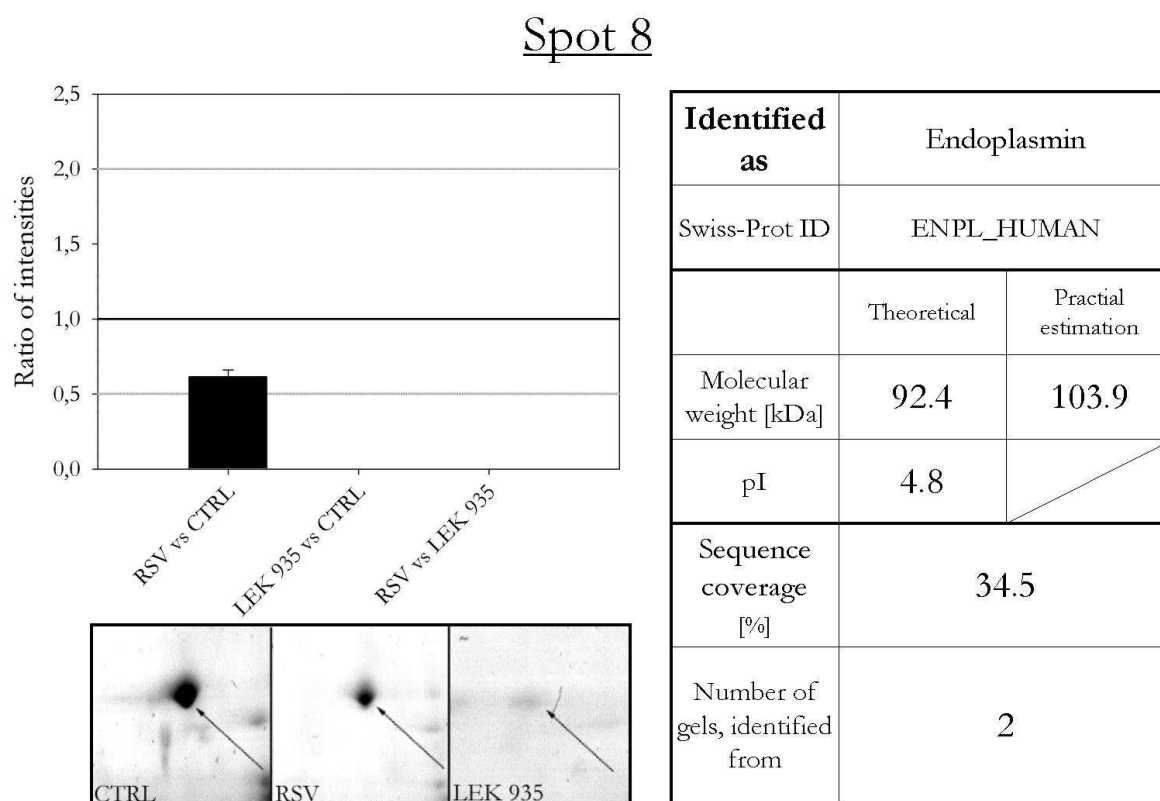 Spot 8
Ratio of intensities
2,5
2,0
1,5
1,0
0,5
0,0
RSV vs CTRL
LEK 935 vs CTRL
RSV vs LEK 935
CTRL
RSV
LEK 935
Identified
as
Endoplasmin
Swiss-Prot ID
ENPL_HUMAN
Theoretical
Practial
estimation
Molecular
weight [kDa]
92.4
103.9
pI
4.8
Sequence
coverage
[%]
34.5
Number of
gels, identified
from
2